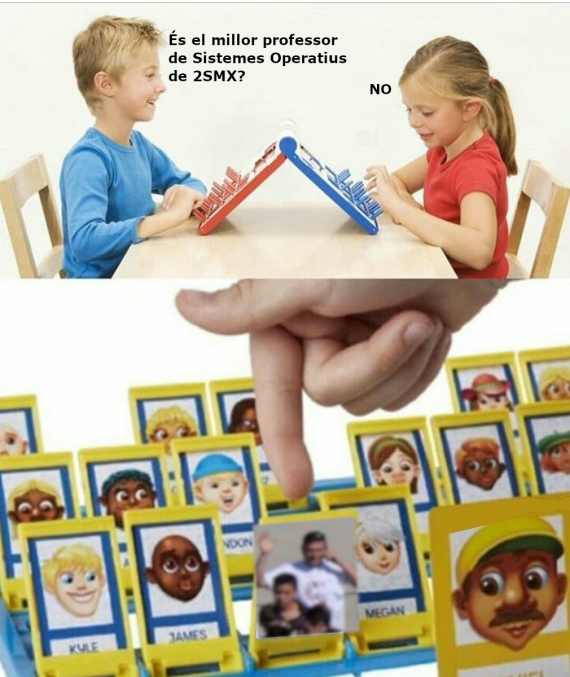 És el millor professor
de Sistemes Operatius
de 2SMX?
NO
KYLE
JAMES
MEGAN